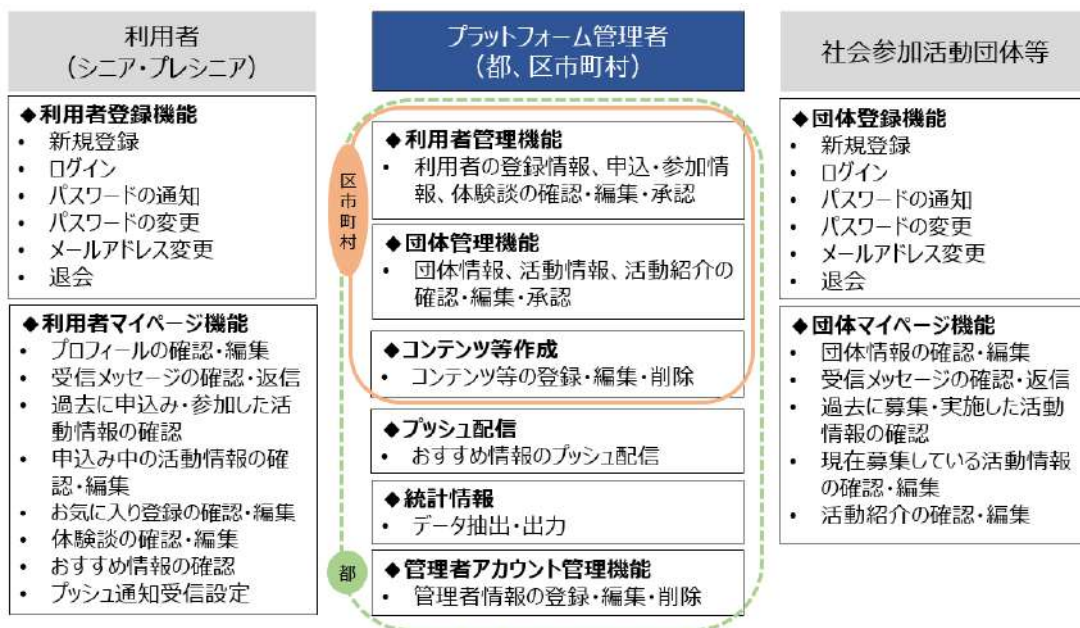 利用者
（シニア・プレシニア）
◆利用者登録機能
• 新規登録
• ログイン
• パスワードの通知
• パスワードの変更
• メールアドレス変更
• 退会
◆利用者マイページ機能
• プロフィールの確認・編集
• 受信メッセージの確認・返信
• 過去に申込み・参加した活
動情報の確認
• 申込み中の活動情報の確
認・編集
• お気に入り登録の確認・編集
• 体験談の確認・編集
• おすすめ情報の確認
• プッシュ通知受信設定
プラットフォーム管理者
（都、区市町村）
区市町村
◆利用者管理機能
• 利用者の登録情報、申込・参加情
報、体験談の確認・編集・承認
◆団体管理機能
• 団体情報、活動情報、活動紹介の
確認・編集・承認
◆コンテンツ等作成
• コンテンツ等の登録・編集・削除
◆プッシュ配信
• おすすめ情報のプッシュ配信
◆統計情報
• データ抽出・出力
都
◆管理者アカウント管理機能
• 管理者情報の登録・編集・削除
社会参加活動団体等
◆団体登録機能
• 新規登録
• ログイン
• パスワードの通知
• パスワードの変更
• メールアドレス変更
• 退会
◆団体マイページ機能
• 団体情報の確認・編集
• 受信メッセージの確認・返信
• 過去に募集・実施した活動
情報の確認
• 現在募集している活動情報
の確認・編集
• 活動紹介の確認・編集